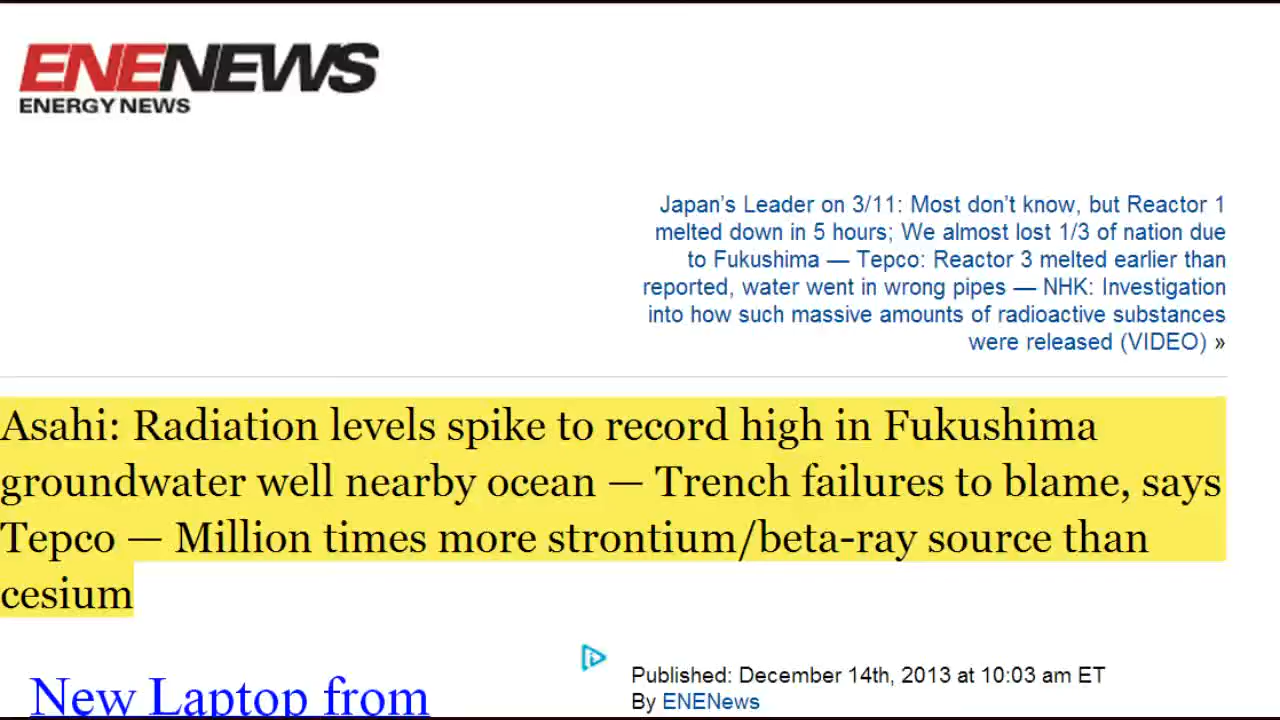 ENENEWS
ENERGY NEWS
Japan's Leader on 3/11: Most don't know, but Reactor 1
melted down in 5 hours; We almost lost 1/3 of nation due
to Fukushima — Tepco: Reactor 3 melted earlier than
reported, water went in wrong pipes — NHK: Investigation
into how such massive amounts of radioactive substances
were released (VIDEO) »
Asahi: Radiation levels spike to record high in Fukushima
groundwater well nearby ocean — Trench failures to blame, says
Tepco — Million times more strontium/beta-ray source than
cesium
New Laptop from
Published: December 14th, 2013 at 10:03 am ET
By ENENews